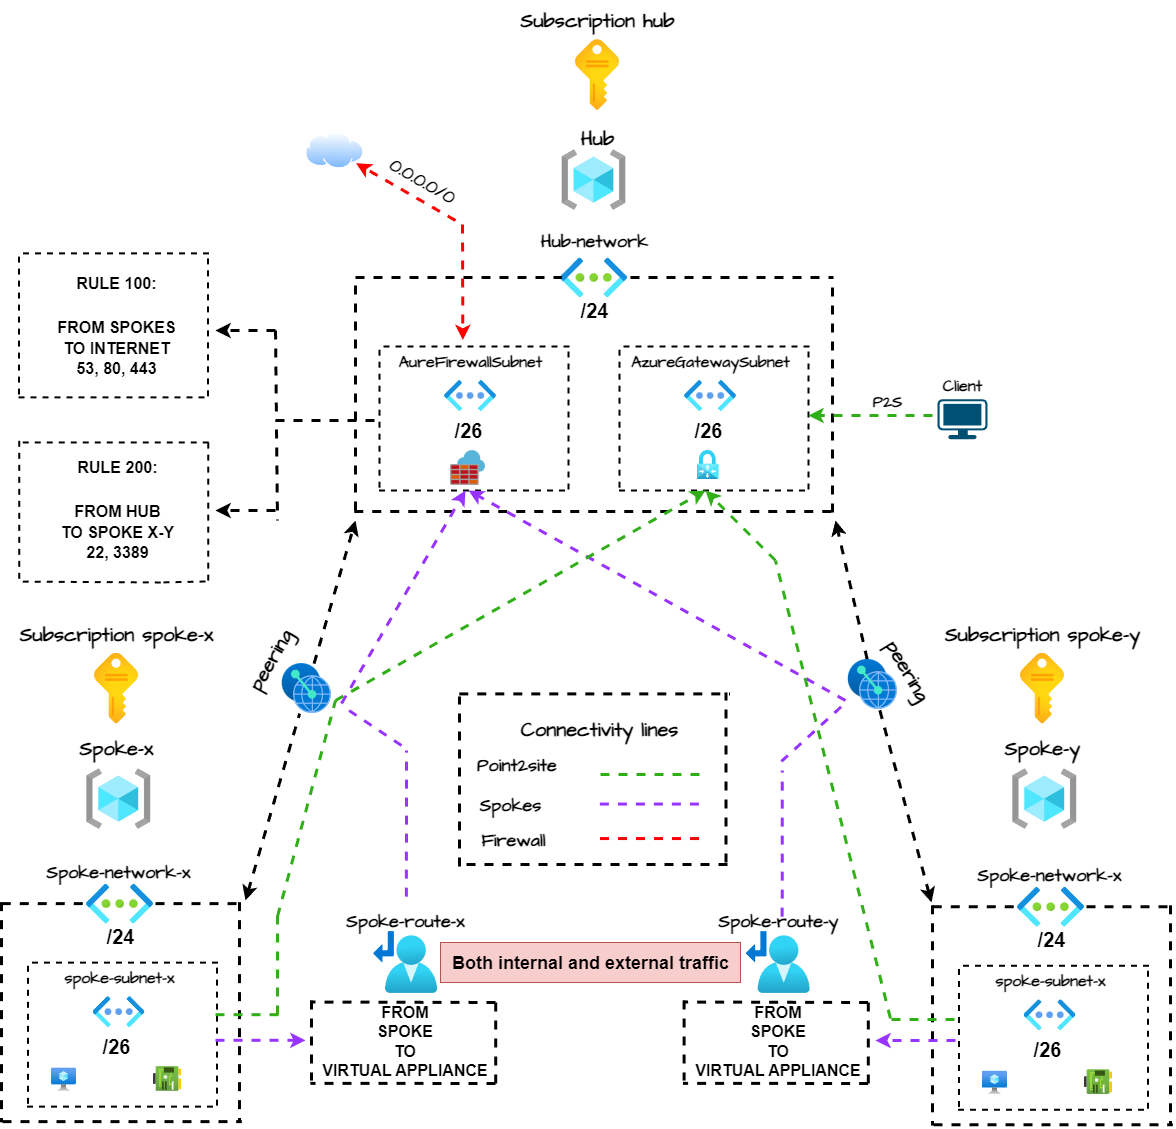 Subscription hub
Hub
0.0.0.0/0
Hub-network
/24
RULE 100:
FROM SPOKES
TO INTERNET
53, 80, 443
AureFirewallSubnet
/26
AzureGatewaySubnet
/26
P2S
Client
RULE 200:
FROM HUB
TO SPOKE X-Y
22, 3389
Subscription spoke-x
Peering
Peering
Subscription spoke-y
Spoke-x
Connectivity lines
Point2site
Spokes
Firewall
Spoke-y
Spoke-network-x
/24
spoke-subnet-x
/26
Spoke-route-x
Both internal and external traffic
FROM
SPOKE
TO
VIRTUAL APPLIANCE
Spoke-route-y
FROM
SPOKE
TO
VIRTUAL APPLIANCE
Spoke-network-x
/24
spoke-subnet-x
/26